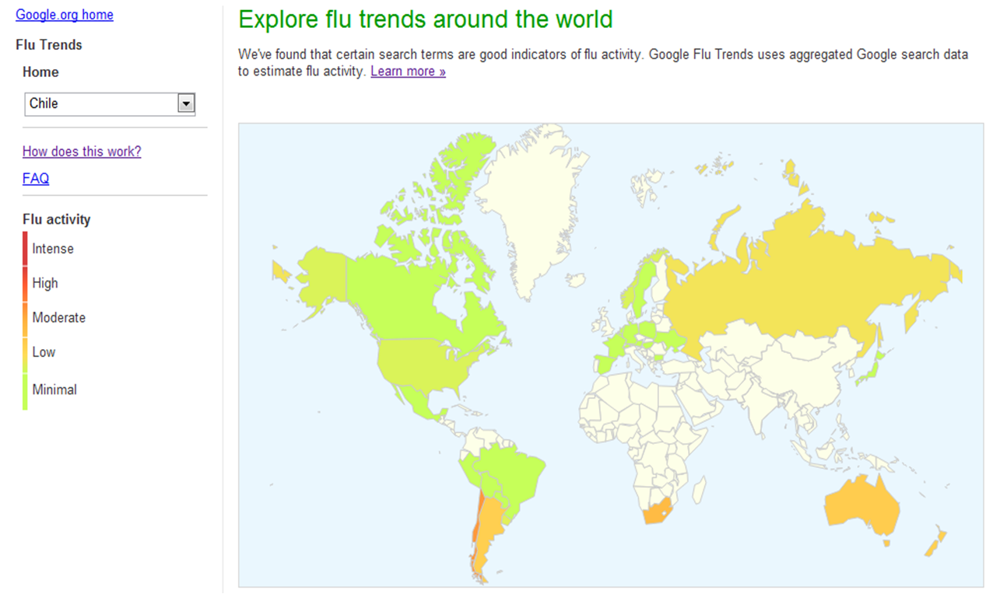 Google.org home
Flu Trends
Home
Chile
How does this work?
FAQ
Flu activity
Intense
High
Moderate
Low
Minimal
Explore flu trends around the world
We've found that certain search terms are good indicators of flu activity. Google Flu Trends uses aggregated Google search data
to estimate flu activity. Learn more »